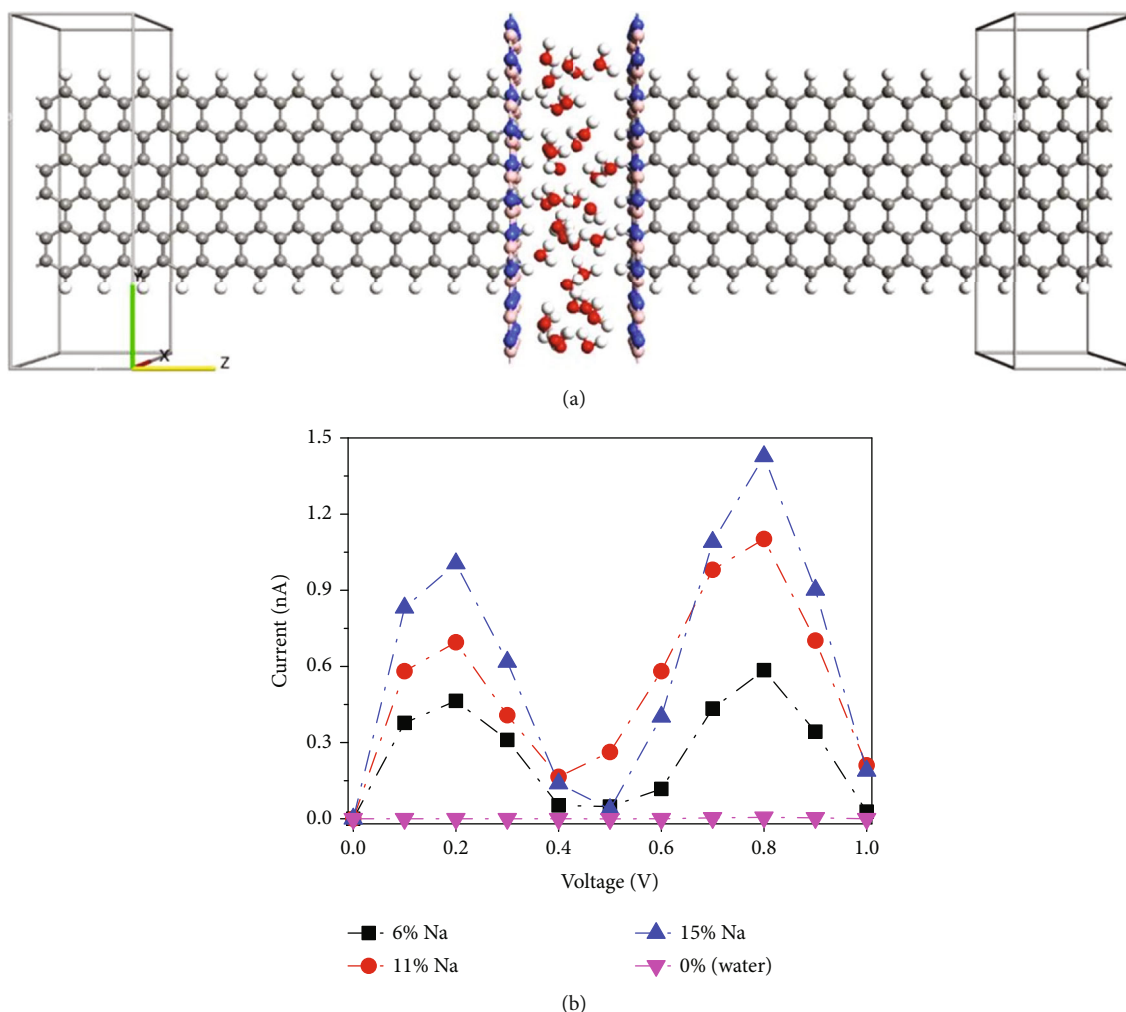 Y
X
Z
(a)
1.5
1.2
0.9
0.6
0.3
0.0
Current (nA)
0.0 0.2 0.4 0.6 0.8 1.0
Voltage (V)
6% Na 15% Na
11% Na 0% (water)
(b)